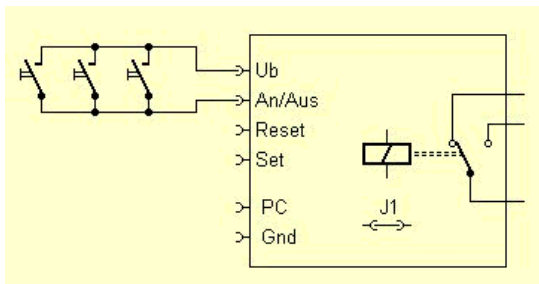 Ub
An/Aus
Reset
Set
PC
J1
Gnd